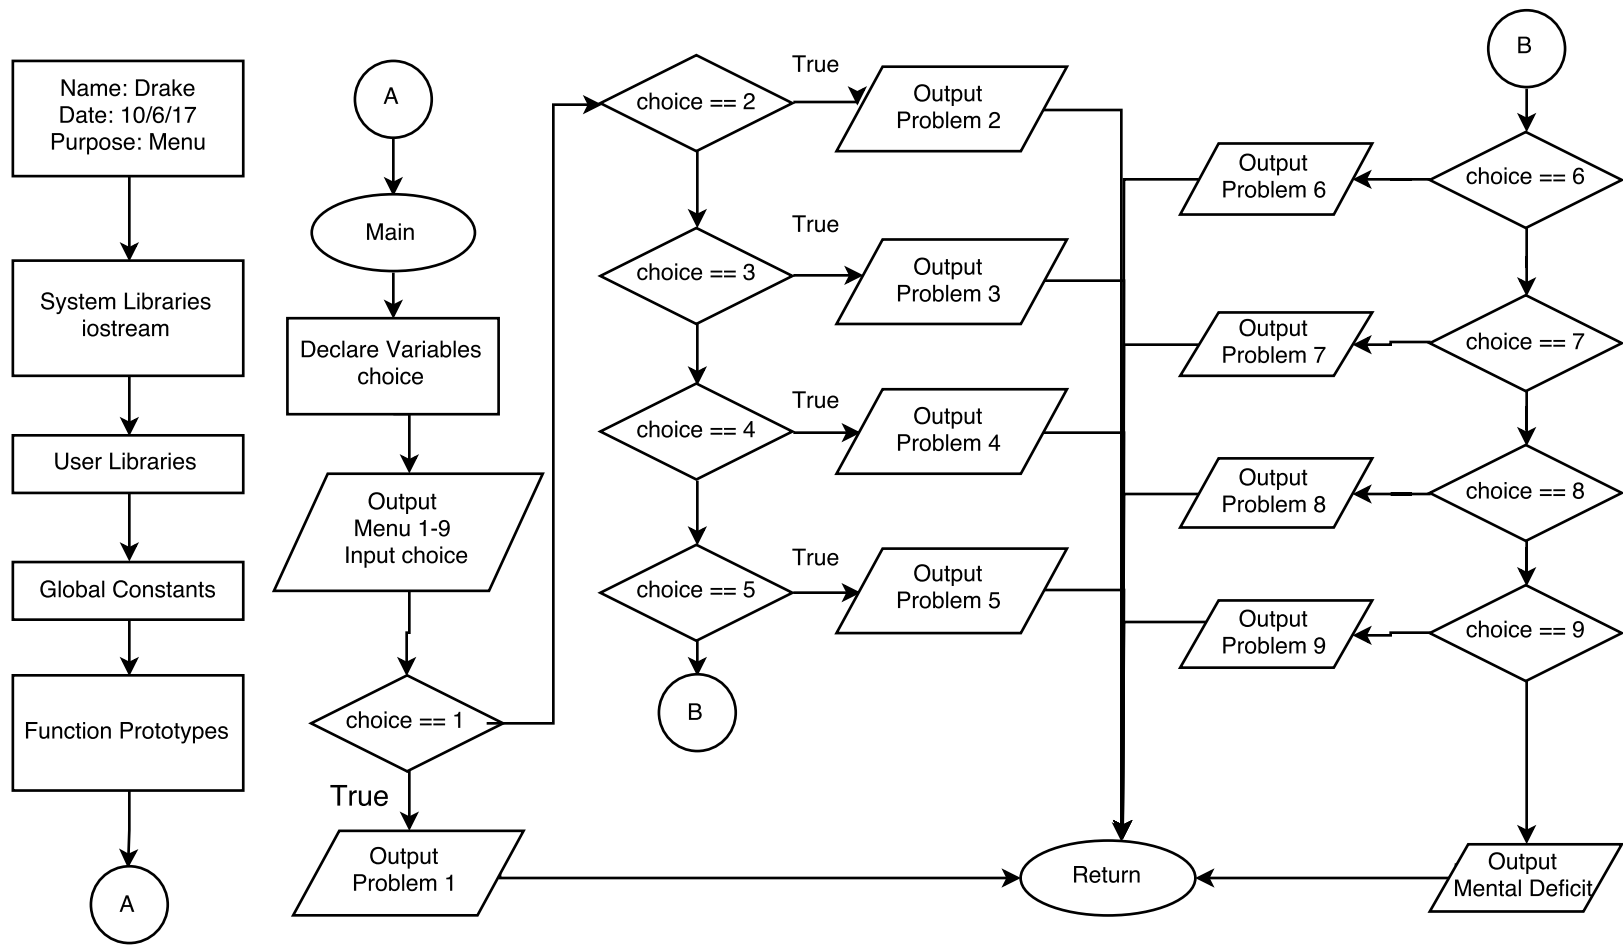 Name: Drake
Date: 10/6/17
Purpose: Menu
System Libraries
iostream
User Libraries
Global Constants
Function Prototypes
A
A
Main
Declare Variables
choice
Output
Menu 1-9
Input choice
choice == 1
True
Output
Problem 1
choice == 2
True
Output
Problem 2
choice == 3
True
Output
Problem 3
choice == 4
True
Output
Problem 4
choice == 5
True
Output
Problem 5
B
B
choice == 6
Output
Problem 6
choice == 7
Output
Problem 7
choice == 8
Output
Problem 8
choice == 9
Output
Problem 9
Output
Mental Deficit
Return